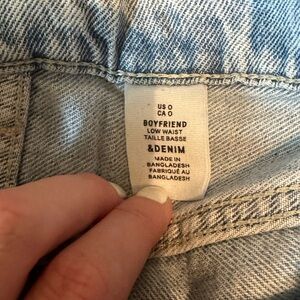 US 0
CA 0
BOYFRIEND
LOW WAIST
TAILLE BASSE
&DENIM
MADE IN
BANGLADESH
FABRIQUÉ AU
BANGLADESH